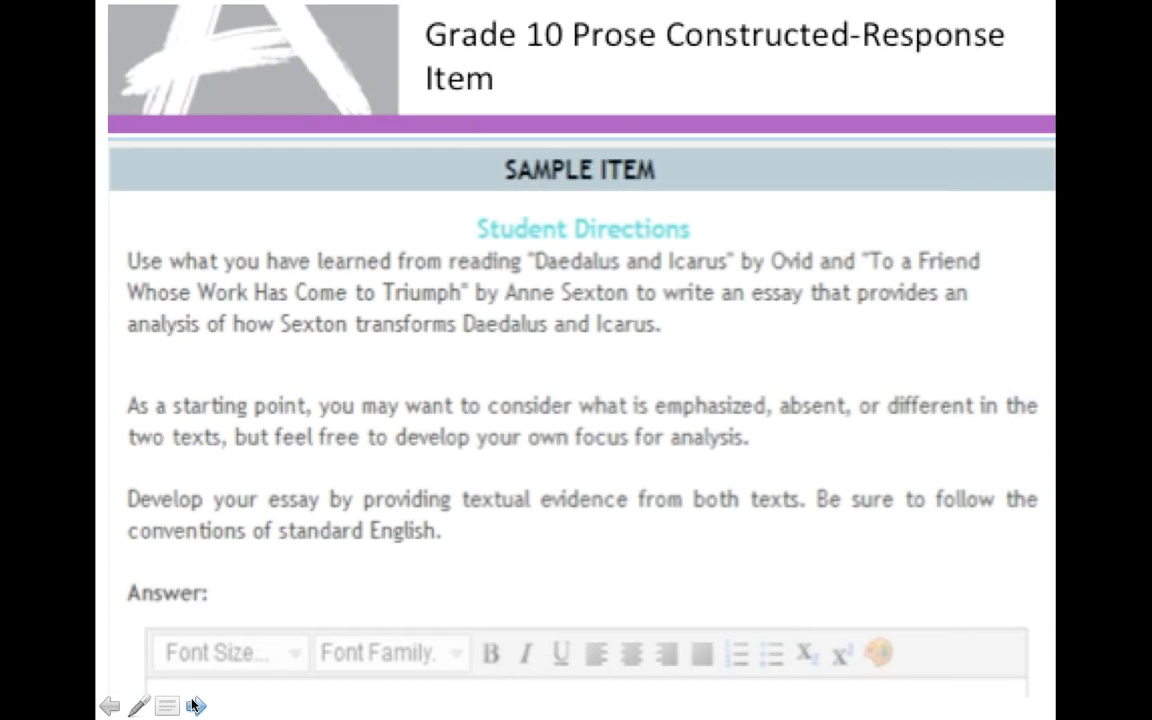 Grade 10 Prose Constructed-Response
Item
SAMPLE ITEM
Student Directions
Use what you have learned from reading "Daedalus and Icarus" by Ovid and "To a Friend
Whose Work Has Come to Triumph" by Anne Sexton to write an essay that provides an
analysis of how Sexton transforms Daedalus and Icarus.
As a starting point, you may want to consider what is emphasized, absent, or different in the
two texts, but feel free to develop your own focus for analysis.
Develop your essay by providing textual evidence from both texts. Be sure to follow the
conventions of standard English.
Answer:
Font Size... Font Family. B I U X₂ X²